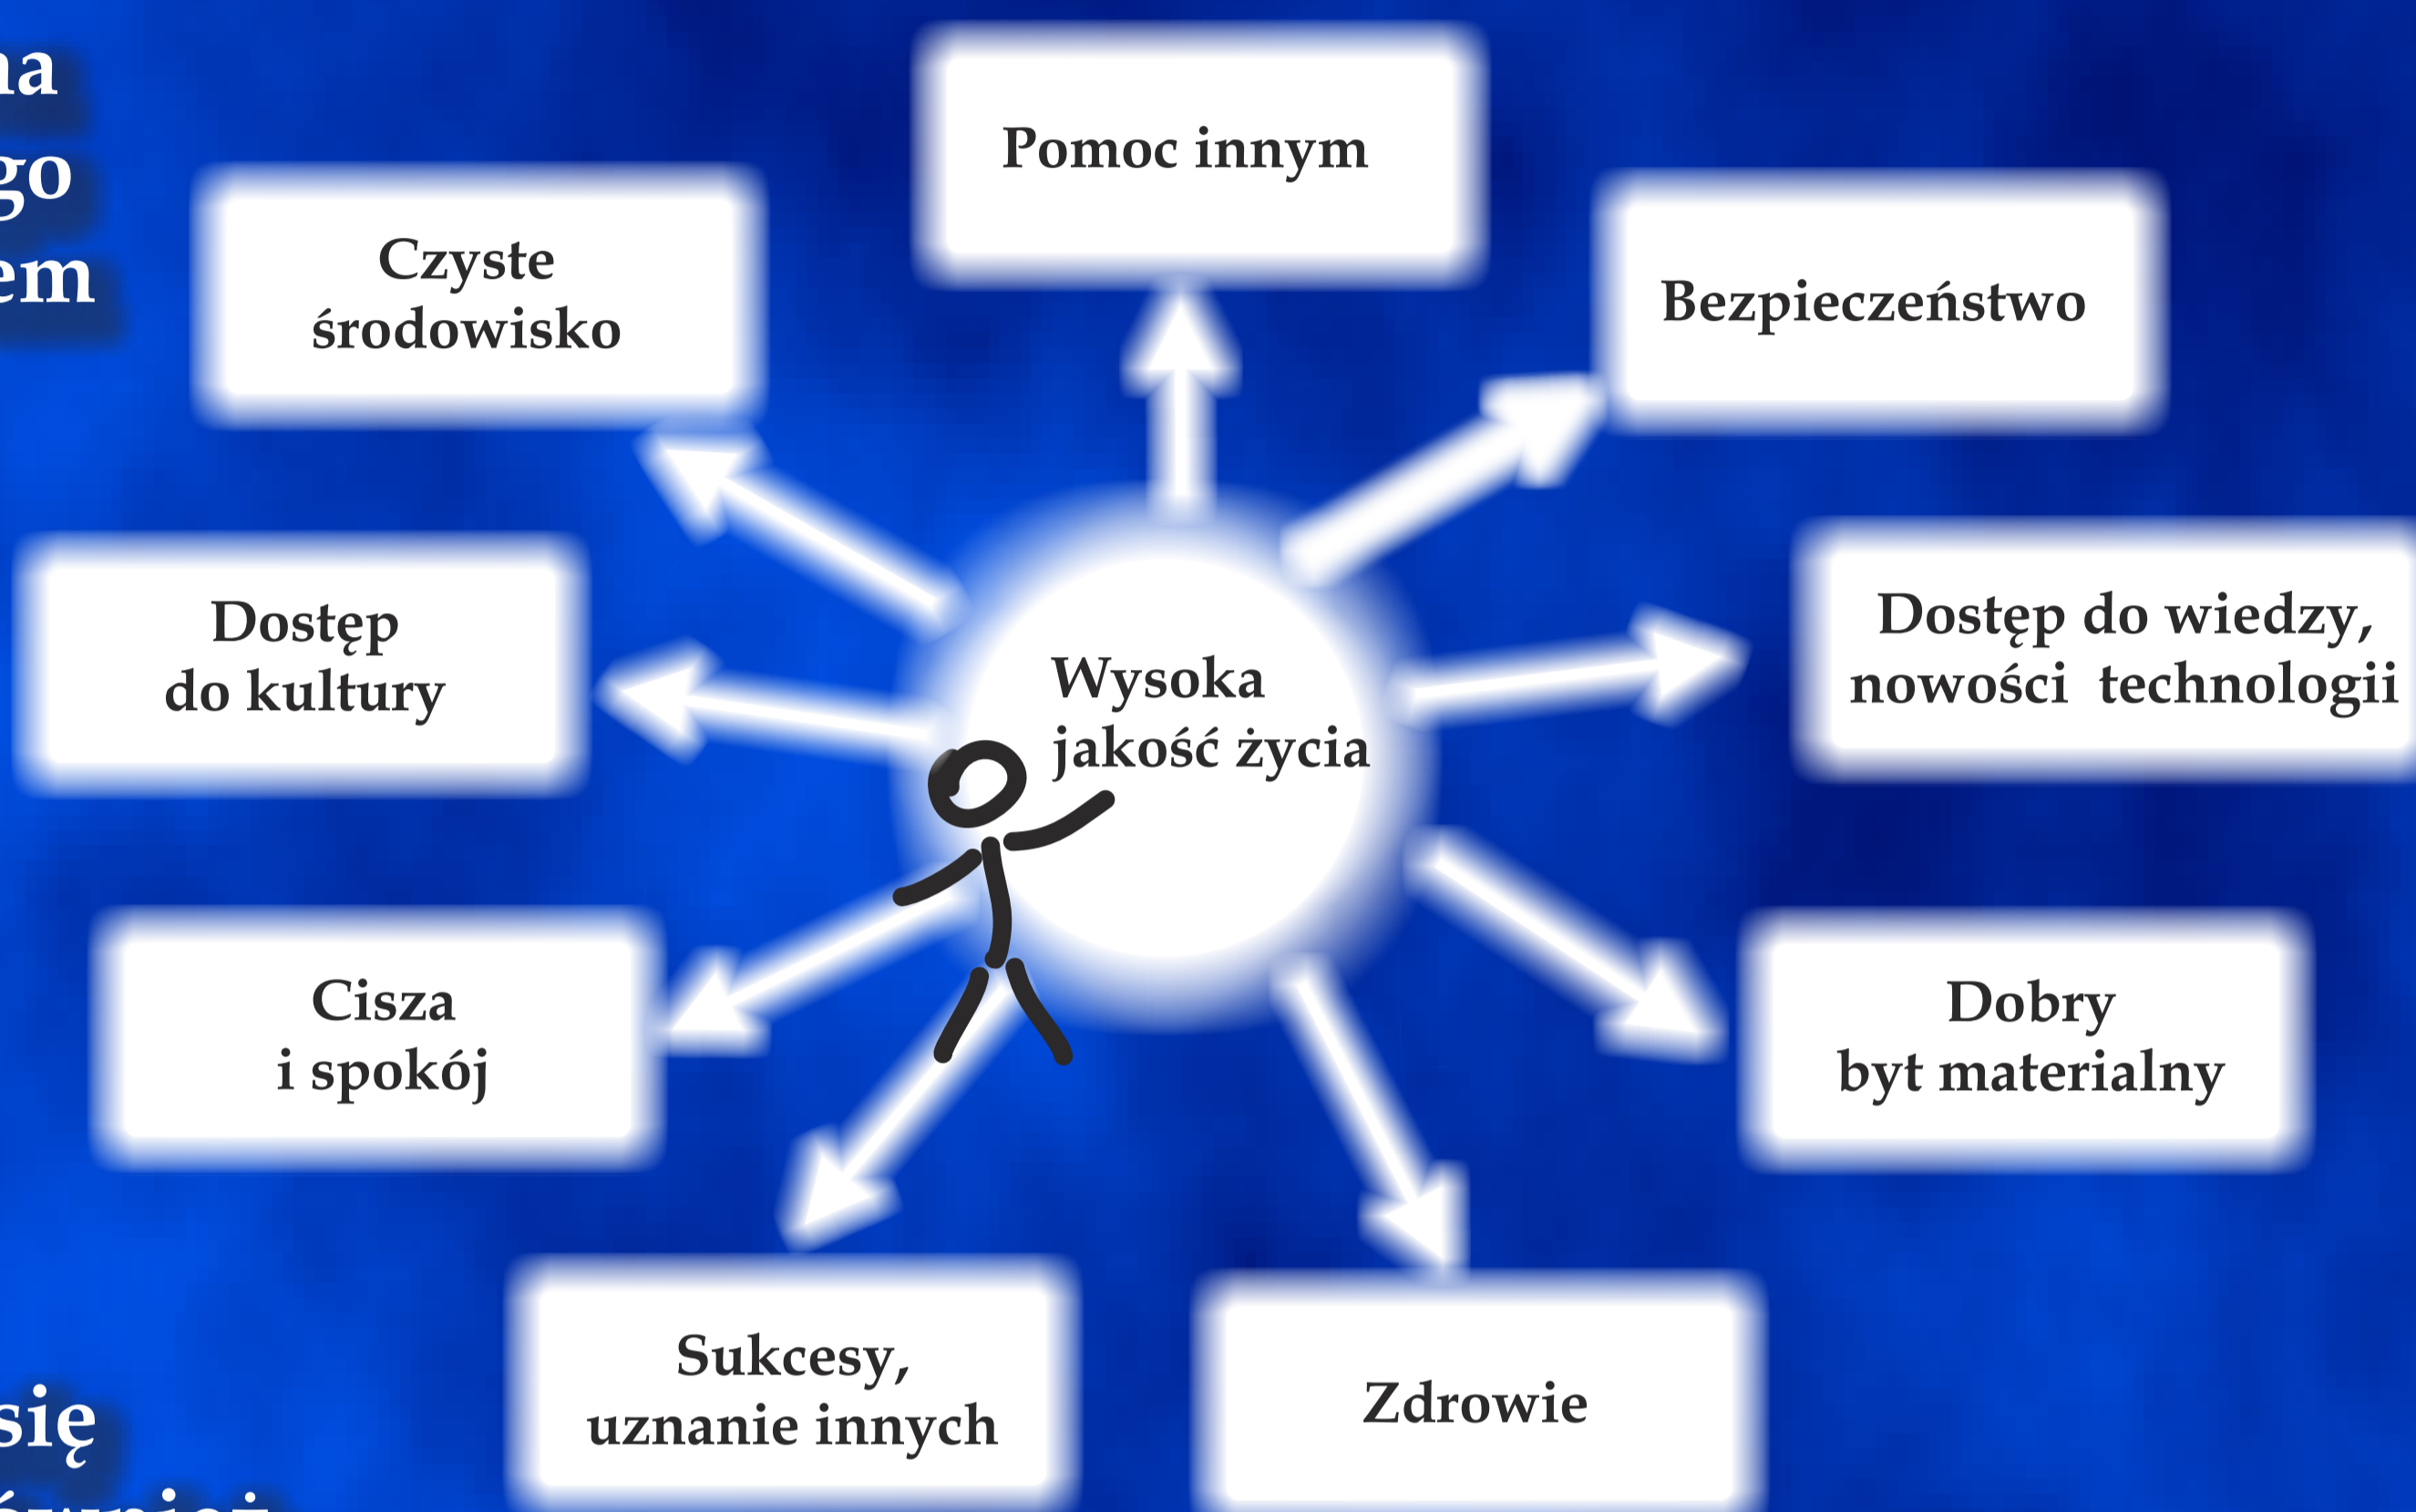 Pomoc innym
Czyste
środowisko
Bezpieczeństwo
Dostęp
do kultury
Wysoka
jakość życia
Dostęp do wiedzy,
nowości  technologii
Cisza
i spokój
Dobry
byt materialny
Sukcesy,
uznanie innych
Zdrowie
się